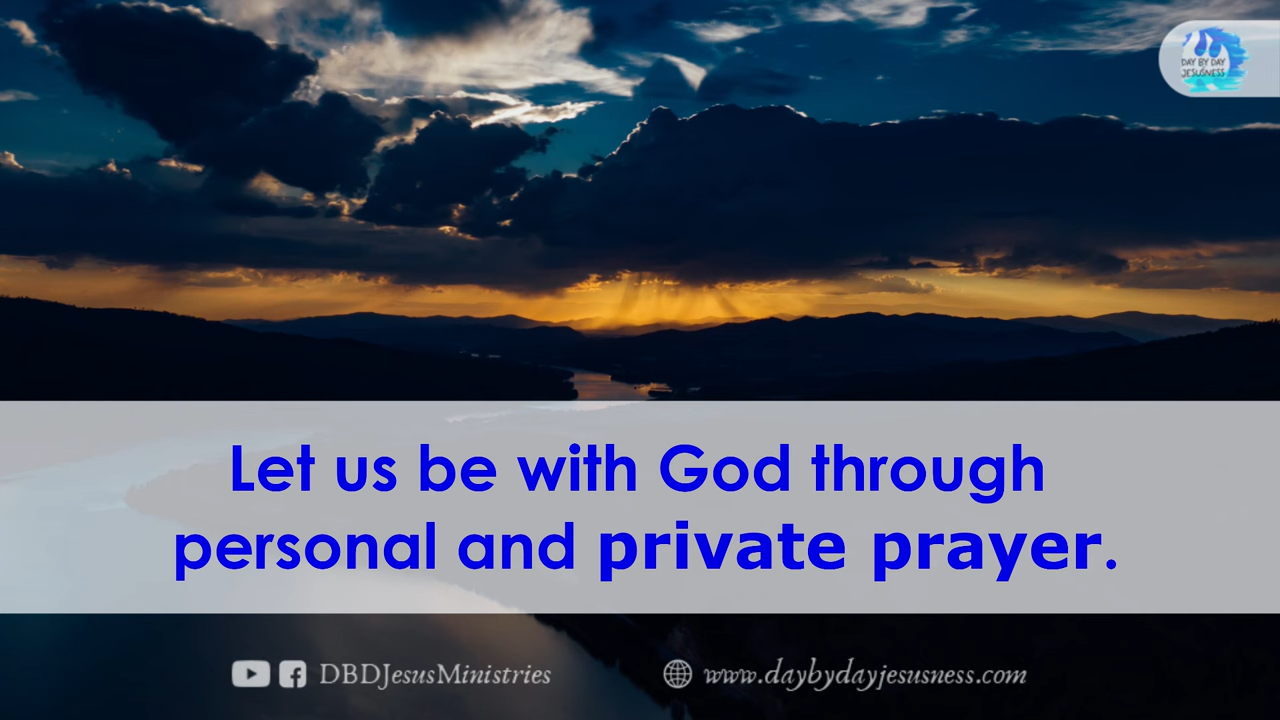 DAY BY DAY
JESUSNESS
Let us be with God through
personal and private prayer.
DBDJesusMinistries
www.daybydayjesusness.com